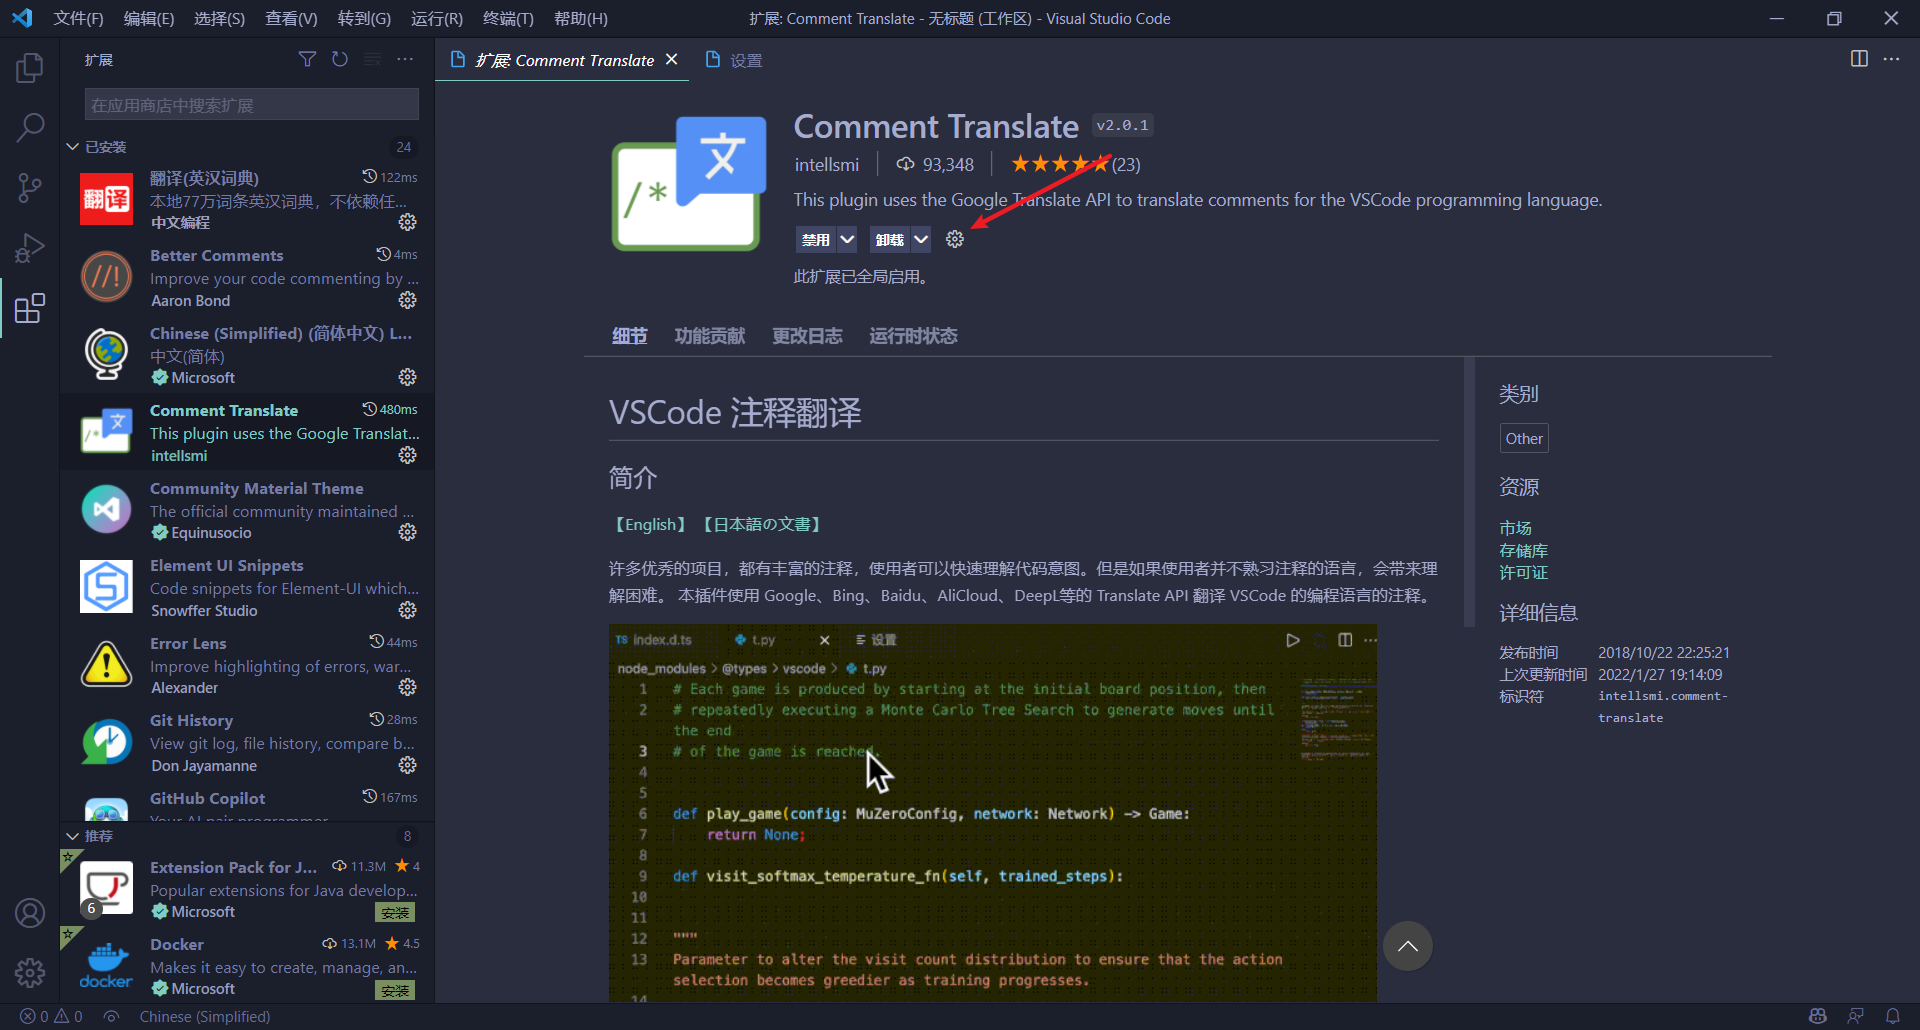 文件(F) 编辑(E) 选择(S) 查看(V) 转到(G) 运行(R) 终端(T) 帮助(H)
扩展: Comment Translate - 无标题 (工作区) - Visual Studio Code
扩展
在应用商店中搜索扩展
已安装 24
翻译
翻译(英汉词典) 122ms
本地77万词条英汉词典，不依赖任...
中文编程
//!
Better Comments 4ms
Improve your code commenting by ...
Aaron Bond
Chinese (Simplified) (简体中文) L...
中文(简体)
Microsoft
Comment Translate 480ms
This plugin uses the Google Translat...
intellsmi
Community Material Theme
The official community maintained ...
Equinusocio
Element UI Snippets
Code snippets for Element-UI which...
Snowffer Studio
Error Lens 44ms
Improve highlighting of errors, war...
Alexander
Git History 28ms
View git log, file history, compare b...
Don Jayamanne
GitHub Copilot 167ms
Your AI pair programmer
推荐 8
Extension Pack for J... 11.3M 4
Popular extensions for Java develop...
6
Microsoft 安装
Docker 13.1M 4.5
Makes it easy to create, manage, an...
docker
Microsoft 安装
扩展: Comment Translate 设置
/* 文
Comment Translate v2.0.1
intellsmi 93,348 (23)
This plugin uses the Google Translate API to translate comments for the VSCode programming language.
禁用 卸载
此扩展已全局启用。
细节 功能贡献 更改日志 运行时状态
VSCode 注释翻译
简介
【English】 【日本語の文書】
许多优秀的项目，都有丰富的注释，使用者可以快速理解代码意图。但是如果使用者并不熟习注释的语言，会带来理
解困难。 本插件使用 Google、Bing、Baidu、AliCloud、DeepL等的 Translate API 翻译 VSCode 的编程语言的注释。
TS index.d.ts t.py 设置
node_modules > @types > vscode > t.py
1 # Each game is produced by starting at the initial board position, then
2 # repeatedly executing a Monte Carlo Tree Search to generate moves until
the end
3 # of the game is reached.
4
5
6 def play_game(config: MuZeroConfig, network: Network) -> Game:
7 return None;
8
9 def visit_softmax_temperature_fn(self, trained_steps):
10
11
12 """
13 Parameter to alter the visit count distribution to ensure that the action
selection becomes greedier as training progresses.
14
类别
Other
资源
市场
存储库
许可证
详细信息
发布时间 2018/10/22 22:25:21
上次更新时间 2022/1/27 19:14:09
标识符 intellsmi.comment-
translate
0 0 Chinese (Simplified)